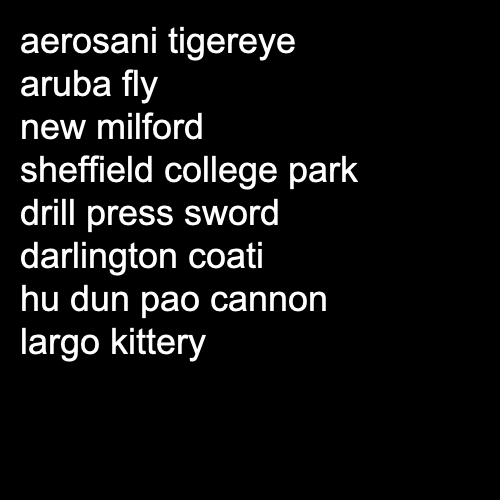 aerosani tigereye
aruba fly
new milford
sheffield college park
drill press sword
darlington coati
hu dun pao cannon
largo kittery